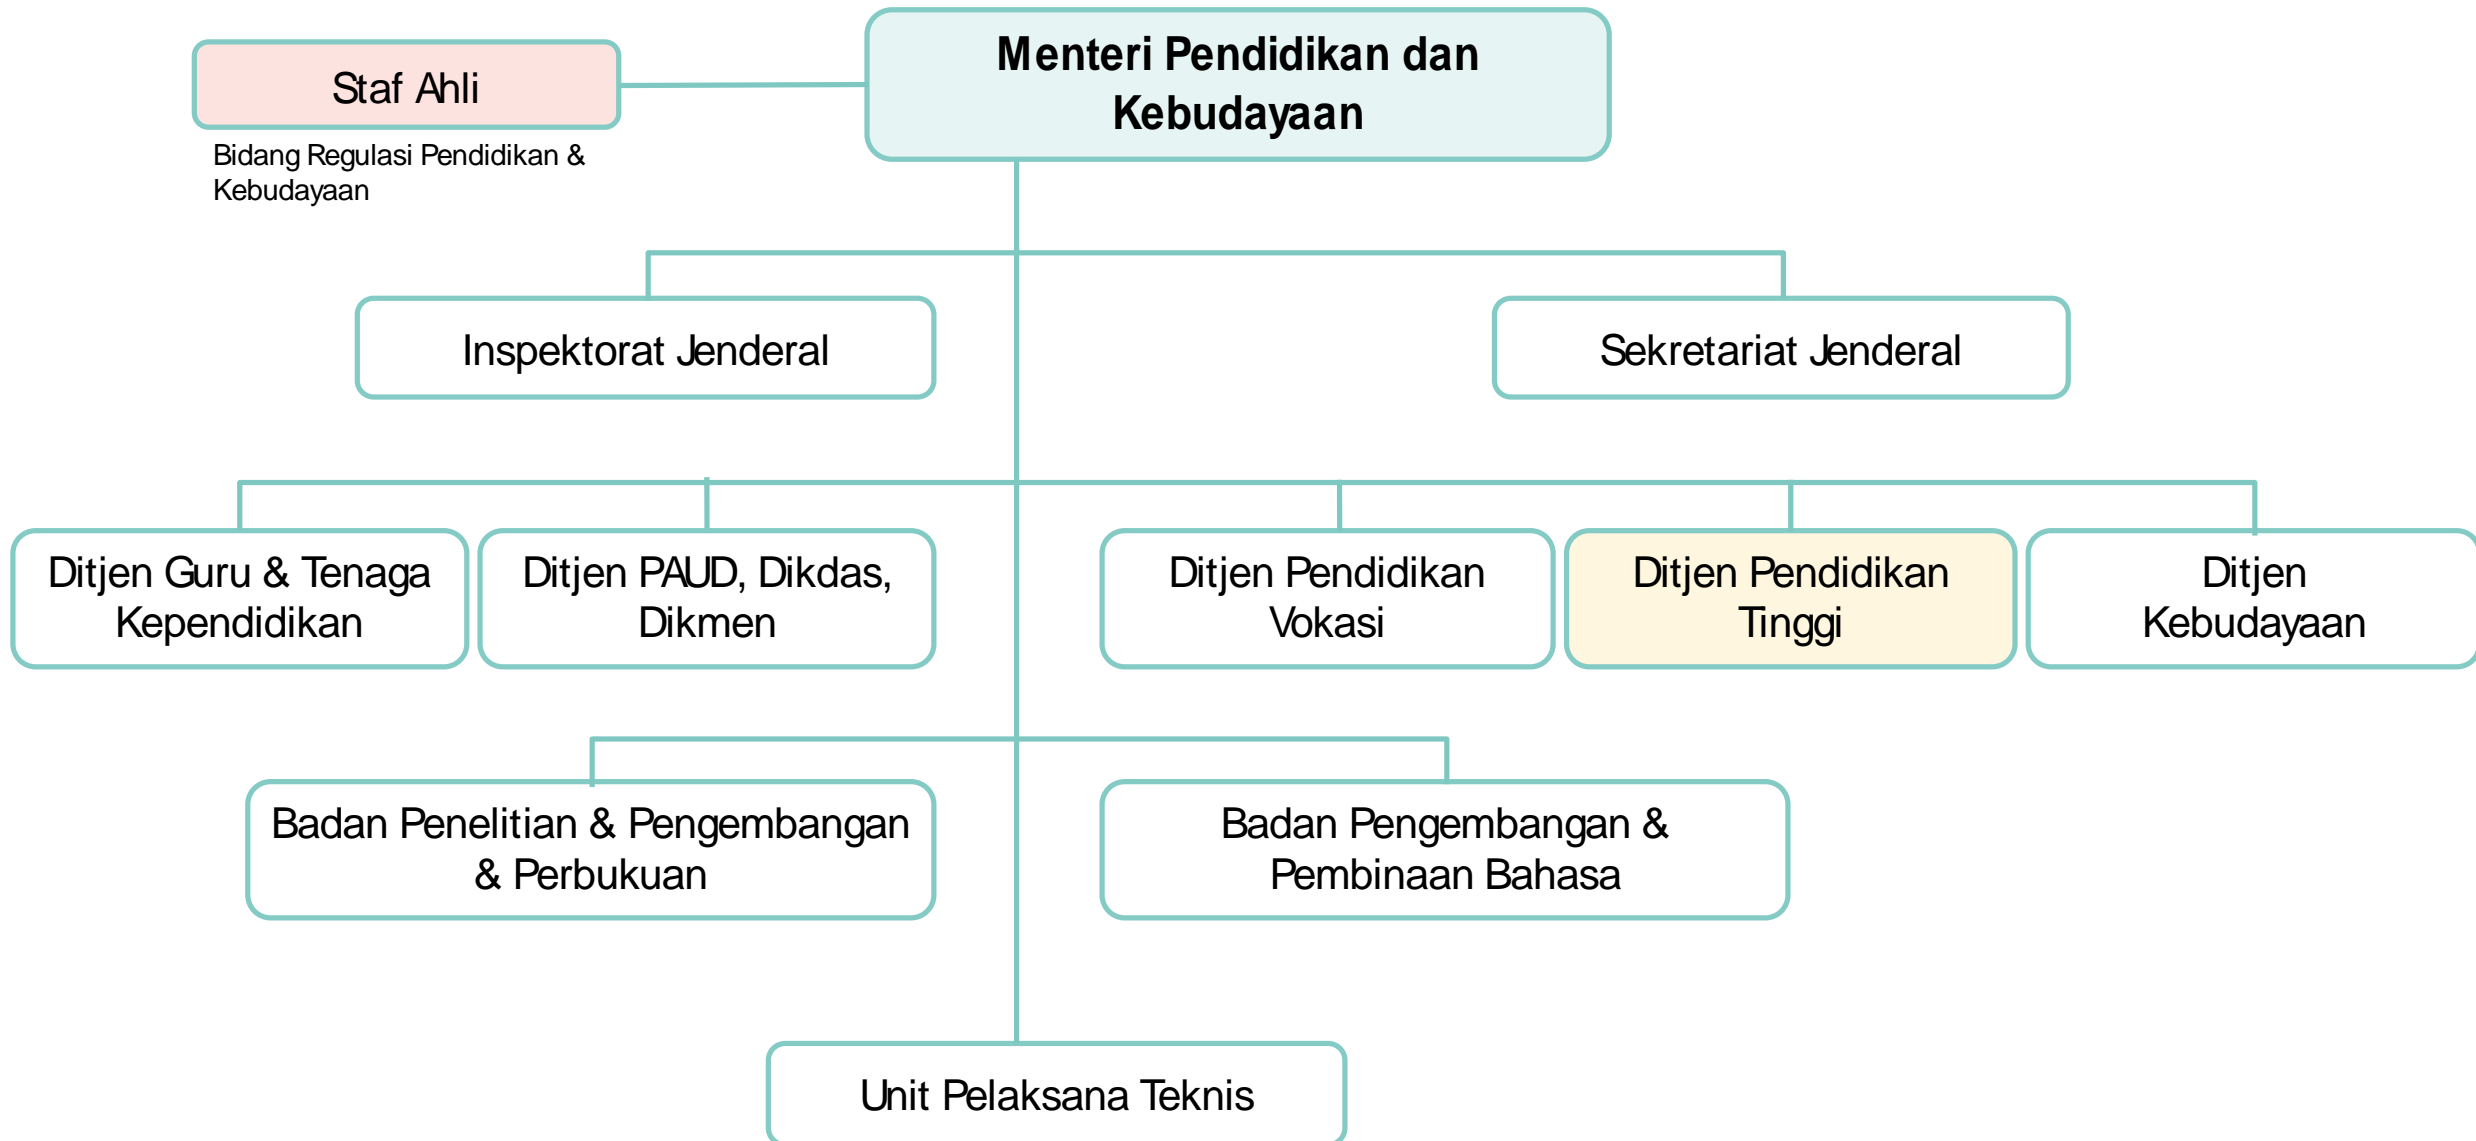 Menteri Pendidikan dan
Kebudayaan
Staf Ahli
Bidang Regulasi Pendidikan &
Kebudayaan
Inspektorat Jenderal
Sekretariat Jenderal
Ditjen Guru & Tenaga
Kependidikan
Ditjen PAUD, Dikdas,
Dikmen
Ditjen Pendidikan
Vokasi
Ditjen Pendidikan
Tinggi
Ditjen
Kebudayaan
Badan Penelitian & Pengembangan
& Perbukuan
Badan Pengembangan &
Pembinaan Bahasa
Unit Pelaksana Teknis